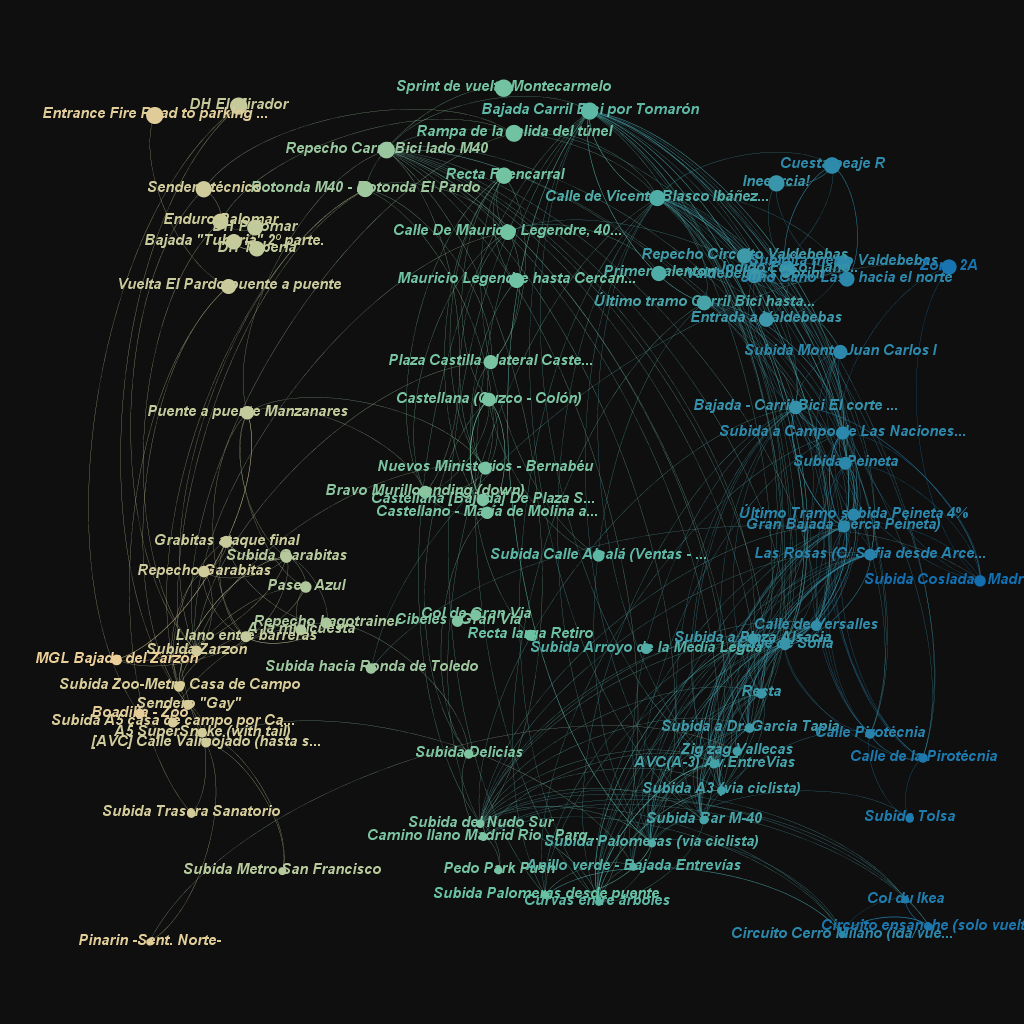 Sprint de vuelta Montecarmelo
DH El Mirador
Bajada Carril Bici por Tomarón
Entrance Fire Road to parking ...
Rampa de la salida del túnel
Repecho Carril Bici lado M40
Cuesta peaje R
Recta Fuencarral
Inercia!
Sendero técnico
Rotonda M40 - Rotonda El Pardo
Calle de Vicente Blasco Ibáñez...
Enduro Palomar
DH Palomar
Calle De Mauricio Legendre, 40...
Bajada "Tuberia" 2º parte.
DH
Repecho Circuito Valdebebas
Valdebebas
Zona 2A
Primer
hacia el norte
Mauricio Legendre hasta Cercan...
Vuelta El Pardo puente a puente
Último tramo Carril Bici hasta...
Entrada a Valdebebas
Subida Monte Juan Carlos I
Plaza Castilla lateral Caste...
Castellana (Cuzco - Colón)
Bajada - Carril Bici El corte ...
Puente a puente Manzanares
Subida a Campo de Las Naciones...
Subida Peineta
Nuevos Ministerios - Bernabéu
Bravo Murillo ending (down)
Castellana [Bajada] De Plaza S...
Castellano - María de Molina a...
Último Tramo subida Peineta 4%
Gran Bajada (Cerca Peineta)
Grabitas ataque final
Subida Garabitas
Subida Calle Alcalá (Ventas - ...
Las Rosas (C/ Sofia desde Arce...
Repecho Garabitas
Subida Coslada
Paseo Azul
Col de Gran Via
Cibeles Gran Vía
Repecho Lagotrainer
Calle de Versalles
Llano entre barreras
Recta larga Retiro
Subida a Plaza Alsacia
de Sofía
Subida Zarzon
Subida Arroyo de la Media Legua
MGL Bajada del Zarzon
Subida hacia Ronda de Toledo
Subida Zoo-Metro Casa de Campo
Recta
Sendero "Gay"
Boadilla - Zoo
Subida A5 casa de campo por Ca...
Subida a Dr. García Tapia
A5 SuperSnake (with tail)
Calle Pirotecnia
[AVC] Calle Valmojado (hasta s...
Zig zag Vallecas
Subida Delicias
Calle de la Pirotécnia
AVC(A-3) Av.EntreVias
Subida A3 (via ciclista)
Subida Trasera Sanatorio
Subida Tolsa
Subida Bar M-40
Subida del Nudo Sur
Camino llano Madrid Rio - Parq...
Subida Palomeras (via ciclista)
Anillo verde - Bajada Entrevías
Pedo Park Push
Subida Metro San Francisco
Subida Palomeras desde puente
Curvas entre árboles
Col du Ikea
Circuito ensanche (solo vuelt
Circuito Cerro Milano (ida/vue...
Pinarin -Sent. Norte-